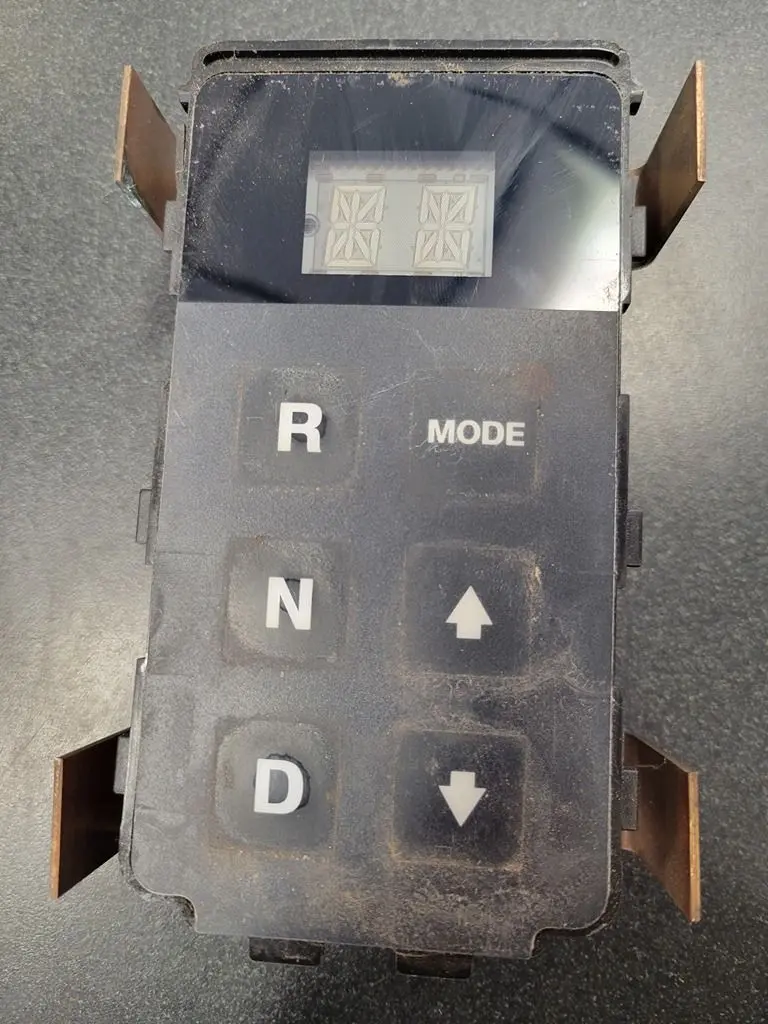 R MODE
N ↑
D ↓